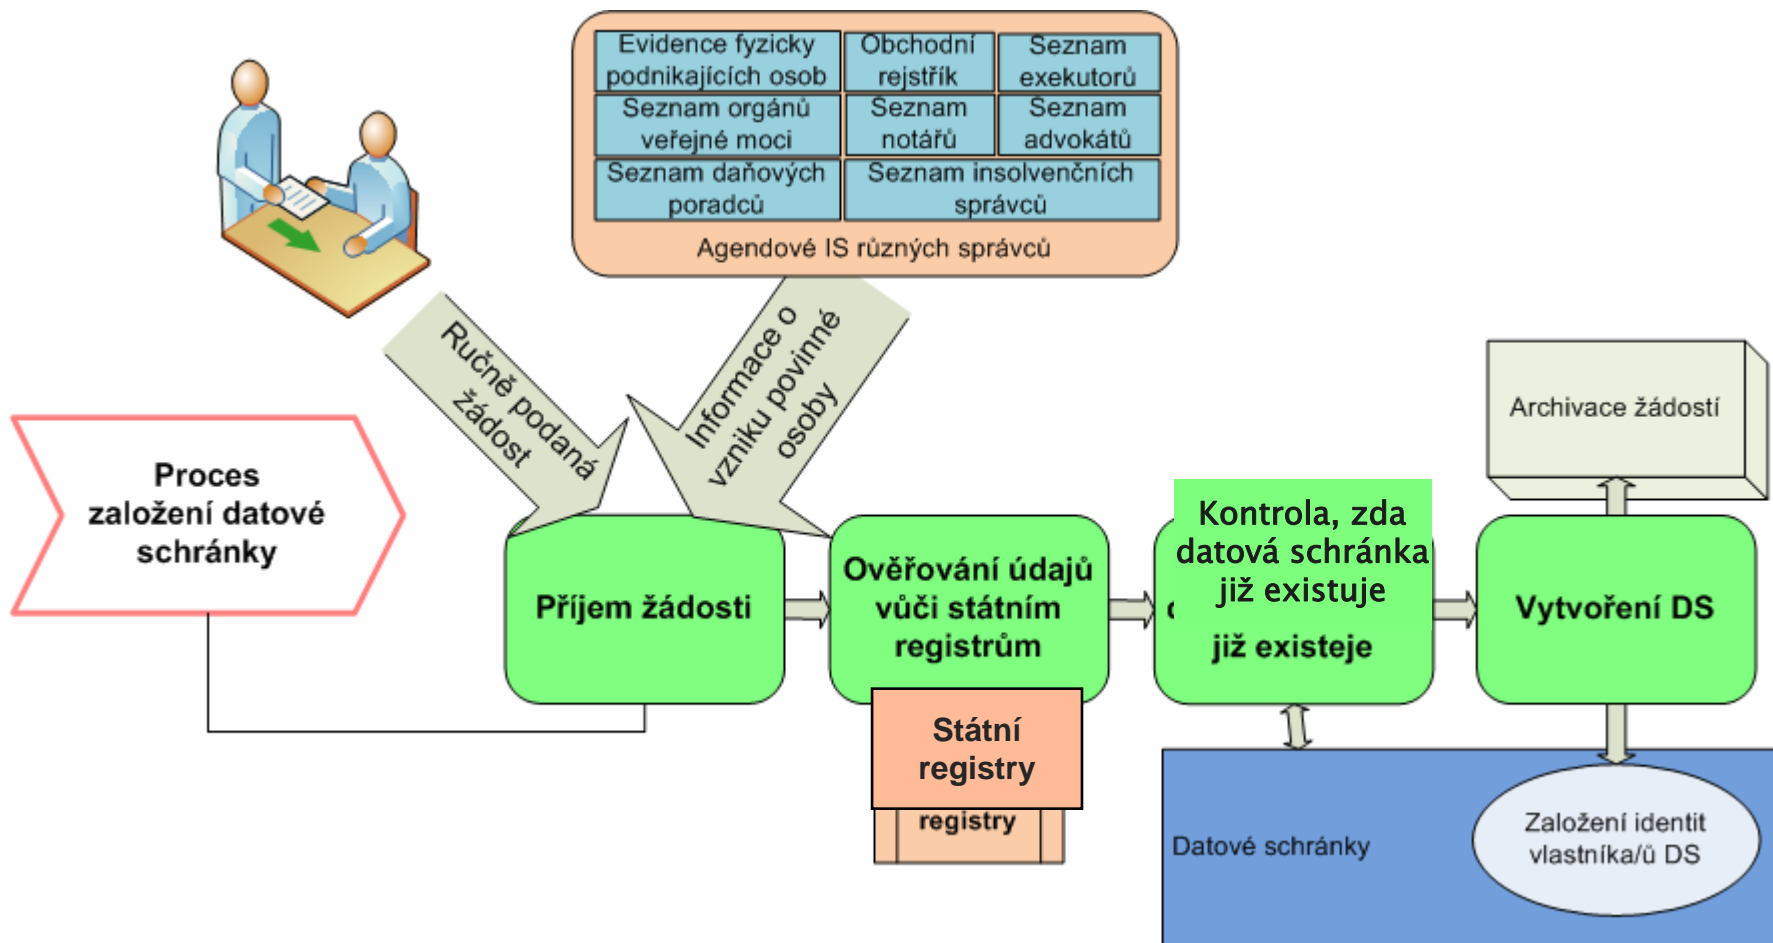 Evidence fyzicky
podnikajících osob
Obchodní
rejstřík
Seznam
exekutorů
Seznam orgánů
veřejné moci
Seznam
notářů
Seznam
advokátů
Seznam daňových
poradců
Seznam insolvenčních
správců
Agendové IS různých správců
Ručně podaná
žádost
Informace o
vzniku povinné
osoby
Archivace žádostí
Proces
založení datové
schránky
Příjem žádosti
Ověřování údajů
vůči státním
registrům
Kontrola, zda
datová schránka
již existuje
již existeje
Vytvoření DS
Státní
registry
registry
Datové schránky
Založení identit
vlastníka/ů DS